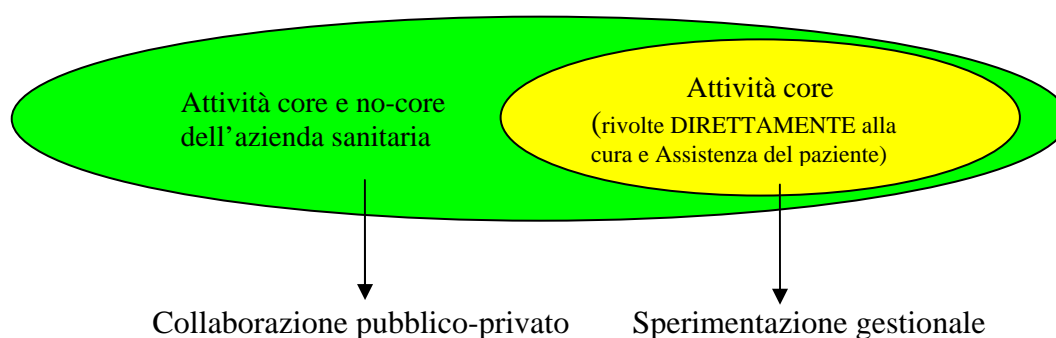 Attività core e no-core
dell’azienda sanitaria
Attività core
(rivolte DIRETTAMENTE alla
cura e Assistenza del paziente)
Collaborazione pubblico-privato
Sperimentazione gestionale